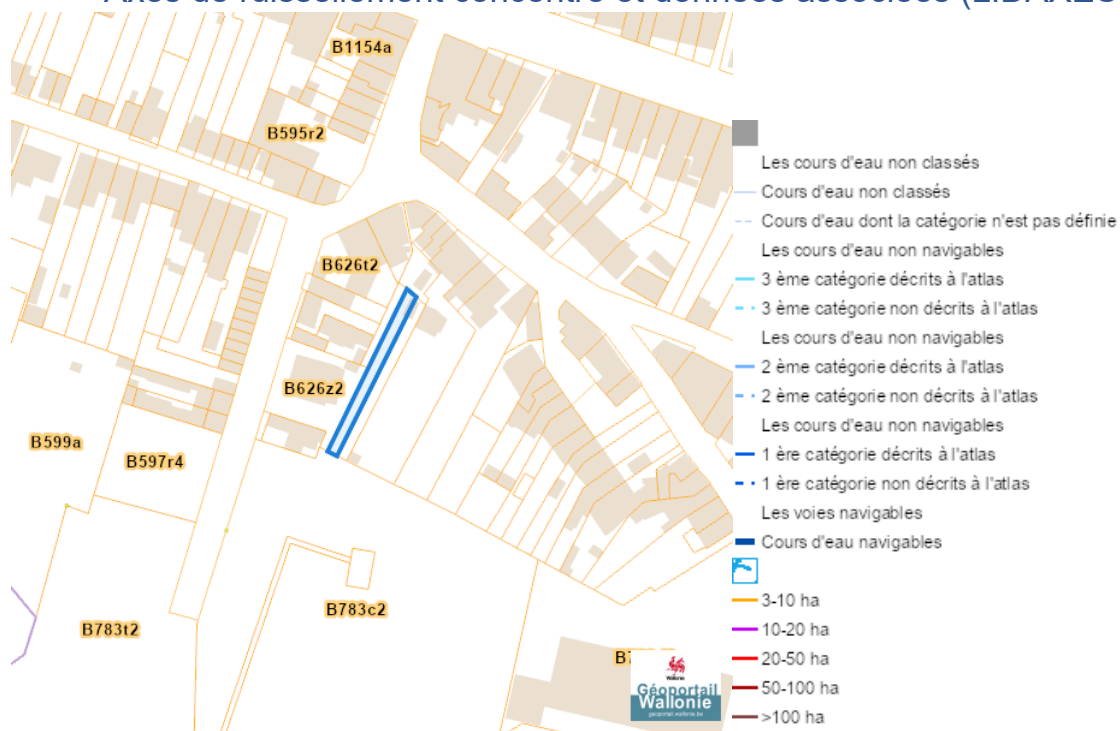 Axes de ruissellement concentré et données associées (LIDAXES
B1154a
B595r2
B626t2
B626z2
B599a
B597r4
B783c2
B783t2
Wallonie
Géoportail
Wallonie
geoportail.wallonie.be
Les cours d'eau non classés
Cours d'eau non classés
Cours d'eau dont la catégorie n'est pas définie
Les cours d'eau non navigables
3 ème catégorie décrits à l'atlas
3 ème catégorie non décrits à l'atlas
Les cours d'eau non navigables
2 ème catégorie décrits à l'atlas
2 ème catégorie non décrits à l'atlas
Les cours d'eau non navigables
1 ère catégorie décrits à l'atlas
1 ère catégorie non décrits à l'atlas
Les voies navigables
Cours d'eau navigables
3-10 ha
10-20 ha
20-50 ha
50-100 ha
>100 ha